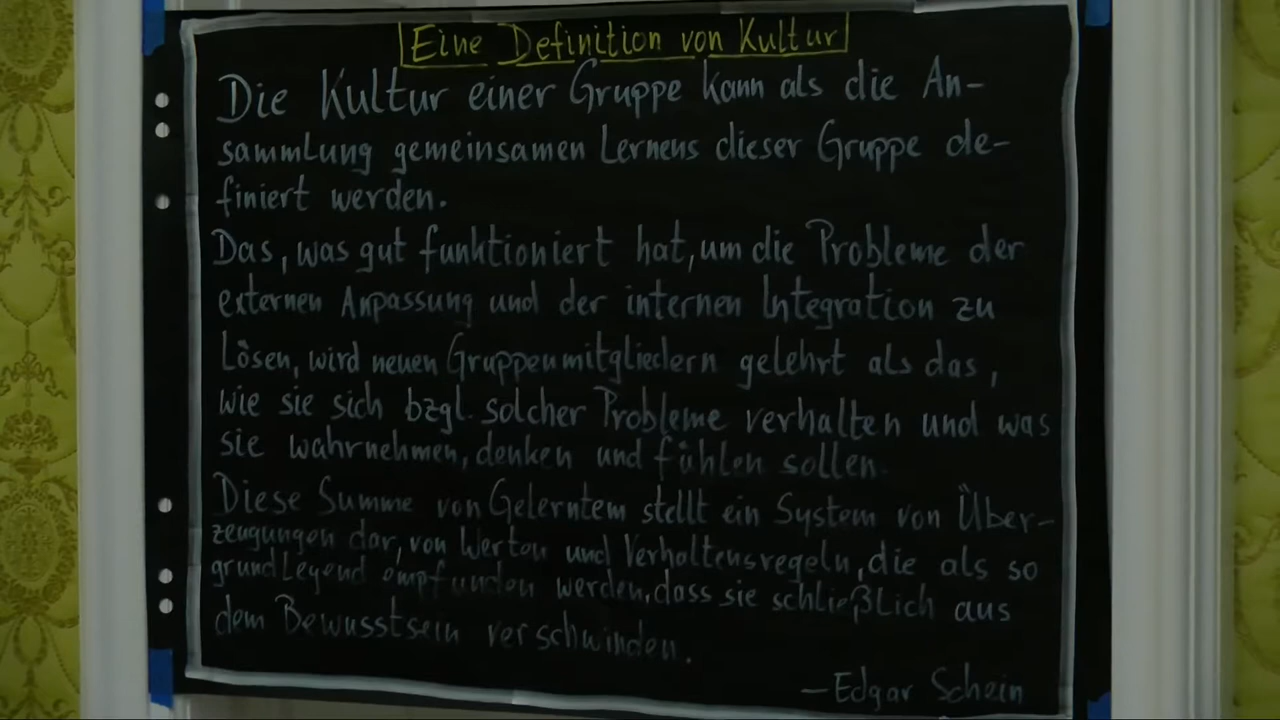 Eine Definition von Kultur
Die Kultur einer Gruppe kann als die An-
sammlung gemeinsamen Lernens dieser Gruppe de-
finiert werden.
Das, was gut funktioniert hat, um die Probleme der
externen Anpassung und der internen Integration zu
Lösen, wird neuen Gruppenmitgliedern gelehrt als das,
wie sie sich bzgl. solcher Probleme verhalten und was
sie wahrnehmen, denken und fühlen sollen.
Diese Summe von Gelerntem stellt ein System von Über-
zeugungen dar, von Werten und Verhaltensregeln, die als so
grundlegend empfunden werden, dass sie schließlich aus
dem Bewusstsein verschwinden.
– Edgar Schein